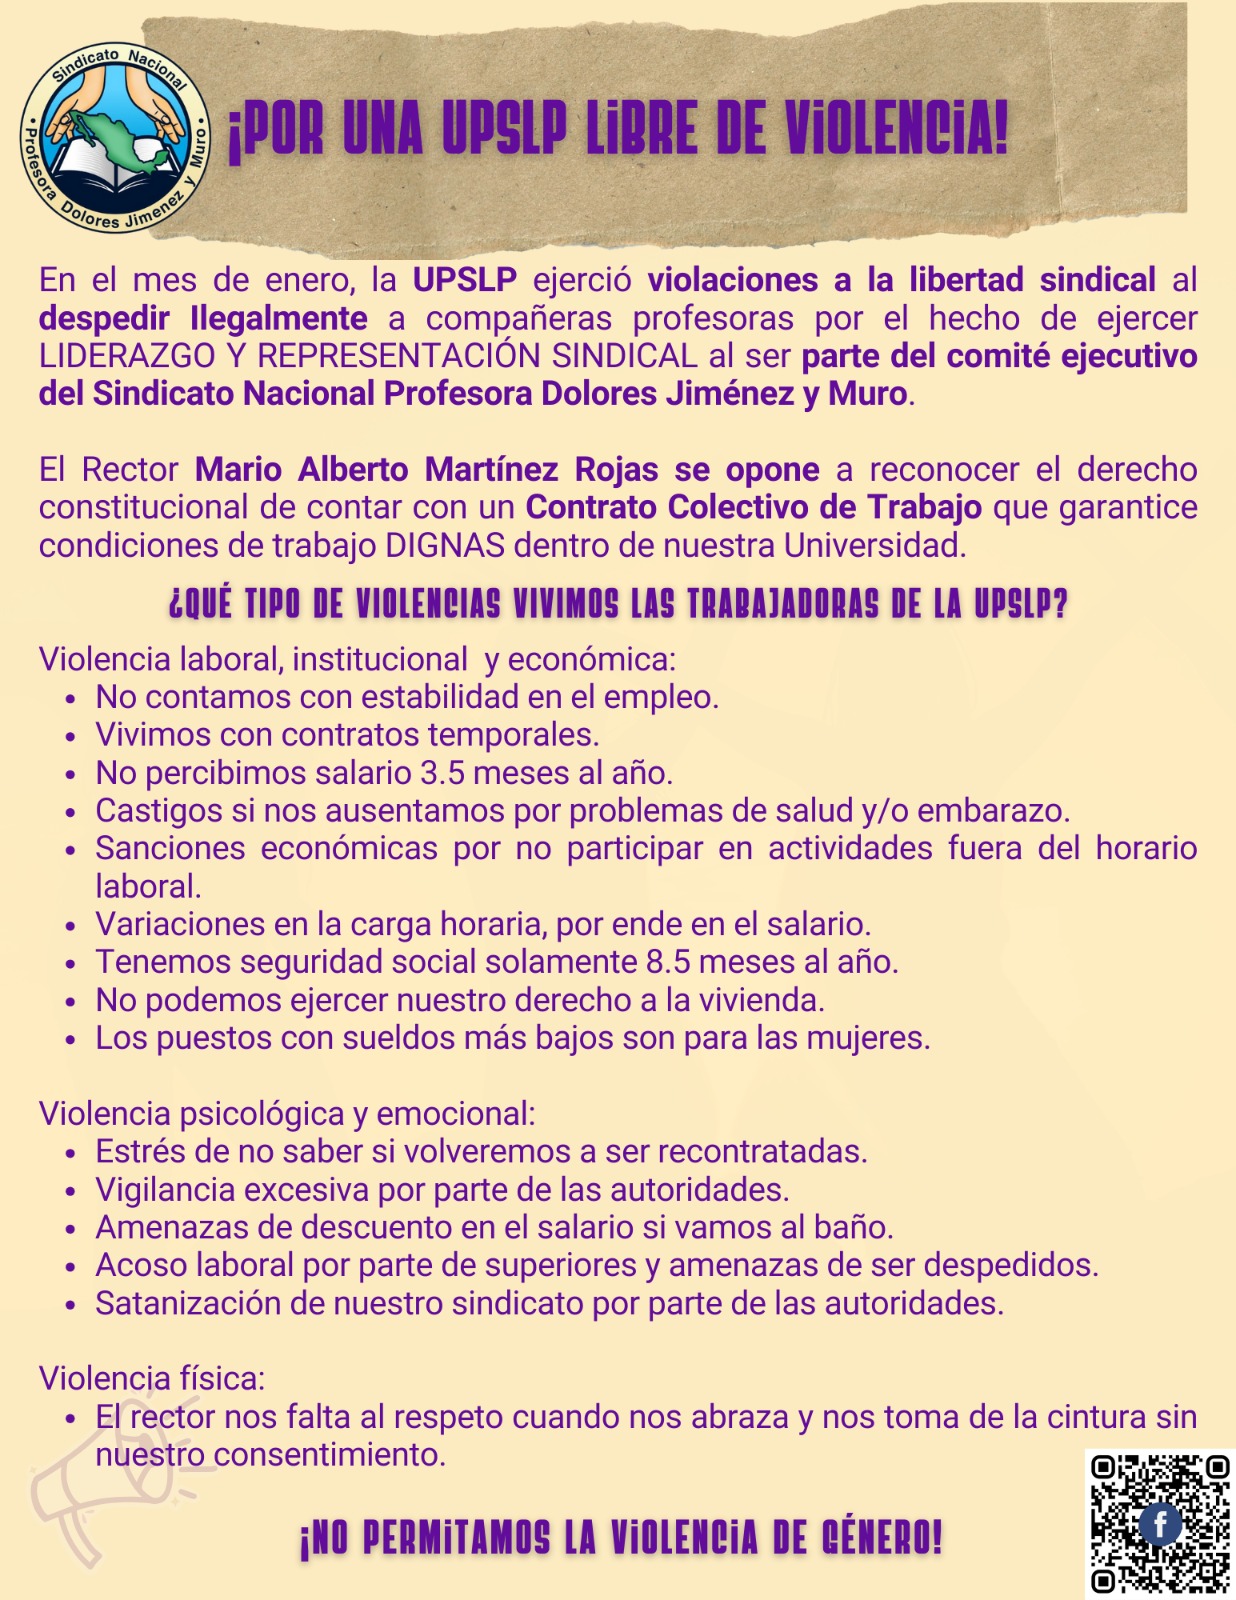 Sindicato Nacional
Profesora Dolores Jimenez y Muro
¡POR UNA UPSLP LiBRE DE ViOLENCiA!
En el mes de enero, la UPSLP ejerció violaciones a la libertad sindical al
despedir Ilegalmente a compañeras profesoras por el hecho de ejercer
LIDERAZGO Y REPRESENTACIÓN SINDICAL al ser parte del comité ejecutivo
del Sindicato Nacional Profesora Dolores Jiménez y Muro.
El Rector Mario Alberto Martínez Rojas se opone a reconocer el derecho
constitucional de contar con un Contrato Colectivo de Trabajo que garantice
condiciones de trabajo DIGNAS dentro de nuestra Universidad.
¿QUÉ TIPO DE VIOLENCIAS VIVIMOS LAS TRABAJADORAS DE LA UPSLP?
Violencia laboral, institucional y económica:
• No contamos con estabilidad en el empleo.
• Vivimos con contratos temporales.
• No percibimos salario 3.5 meses al año.
• Castigos si nos ausentamos por problemas de salud y/o embarazo.
• Sanciones económicas por no participar en actividades fuera del horario
laboral.
• Variaciones en la carga horaria, por ende en el salario.
• Tenemos seguridad social solamente 8.5 meses al año.
• No podemos ejercer nuestro derecho a la vivienda.
• Los puestos con sueldos más bajos son para las mujeres.
Violencia psicológica y emocional:
• Estrés de no saber si volveremos a ser recontratadas.
• Vigilancia excesiva por parte de las autoridades.
• Amenazas de descuento en el salario si vamos al baño.
• Acoso laboral por parte de superiores y amenazas de ser despedidos.
• Satanización de nuestro sindicato por parte de las autoridades.
Violencia física:
• El rector nos falta al respeto cuando nos abraza y nos toma de la cintura sin
nuestro consentimiento.
¡NO PERMiTAMOS LA ViOLENCiA DE GÉNERO!
f